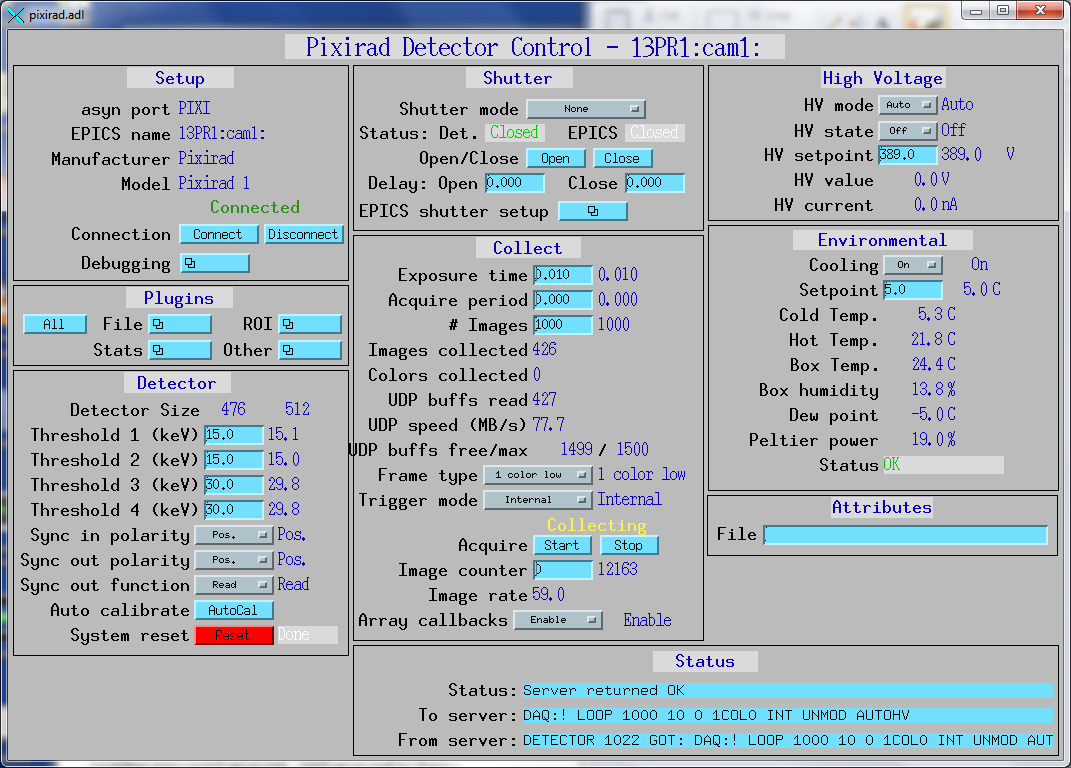 pixirad.adl
Pixirad Detector Control - 13PR1:cam1:
Setup
asyn port PIXI
EPICS name 13PR1:cam1:
Manufacturer Pixirad
Model Pixirad 1
Connected
Connection Connect Disconnect
Debugging
Plugins
All File ROI
Stats Other
Detector
Detector Size 476 512
Threshold 1 (keV) 15.0 15.1
Threshold 2 (keV) 15.0 15.0
Threshold 3 (keV) 30.0 29.8
Threshold 4 (keV) 30.0 29.8
Sync in polarity Pos. Pos.
Sync out polarity Pos. Pos.
Sync out function Read Read
Auto calibrate AutoCal
System reset Reset Done
Shutter
Shutter mode None
Status: Det. Closed EPICS Closed
Open/Close Open Close
Delay: Open 0.000 Close 0.000
EPICS shutter setup
Collect
Exposure time 0.010 0.010
Acquire period 0.000 0.000
# Images 1000 1000
Images collected 426
Colors collected 0
UDP buffs read 427
UDP speed (MB/s) 77.7
UDP buffs free/max 1499 / 1500
Frame type 1 color low 1 color low
Trigger mode Internal Internal
Collecting
Acquire Start Stop
Image counter 0 12163
Image rate 59.0
Array callbacks Enable Enable
High Voltage
HV mode Auto Auto
HV state Off Off
HV setpoint 389.0 389.0 V
HV value 0.0 V
HV current 0.0 nA
Environmental
Cooling On On
Setpoint 5.0 5.0 C
Cold Temp. 5.3 C
Hot Temp. 21.8 C
Box Temp. 24.4 C
Box humidity 13.8 %
Dew point -5.0 C
Peltier power 19.0 %
Status OK
Attributes
File
Status
Status: Server returned OK
To server: DAQ:! LOOP 1000 10 0 1COL0 INT UNMOD AUTOHV
From server: DETECTOR 1022 GOT: DAQ:! LOOP 1000 10 0 1COL0 INT UNMOD AUT